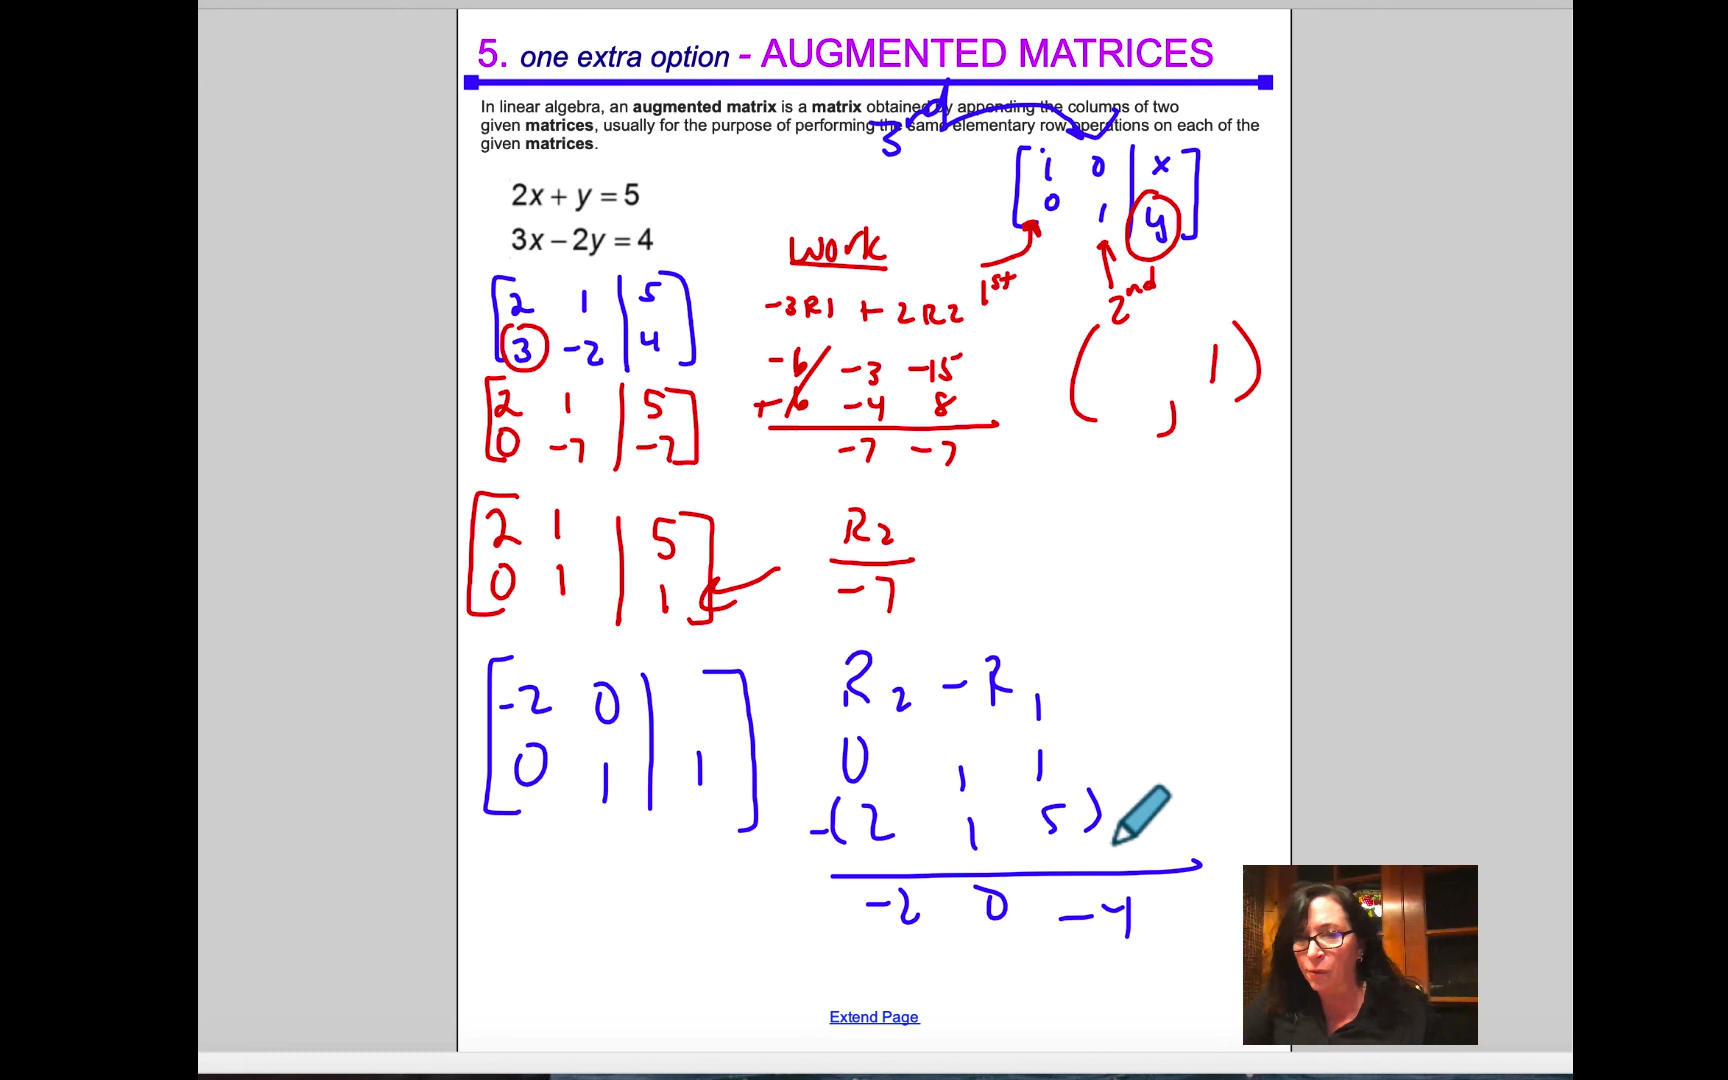 5. one extra option - AUGMENTED MATRICES
In linear algebra, an augmented matrix is a matrix obtained by appending the columns of two
given matrices, usually for the purpose of performing the same elementary row operations on each of the
given matrices.
3rd
[ 1 0 | x ]
[ 0 1 | y ]
2x + y = 5
3x − 2y = 4
Work
1st
2nd
[ 2 1 | 5 ]
[ 3 -2 | 4 ]
-3R1 + 2R2
-6 -3 -15
+ 6 -4 8
-7 -7
( , 1)
[ 2 1 | 5 ]
[ 0 -7 | -7 ]
[ 2 1 | 5 ]
[ 0 1 | 1 ]
R2
-7
[ -2 0 | ]
[ 0 1 | 1 ]
R2 - R1
0 1 1
-(2 1 5)
-2 0 -4
Extend Page